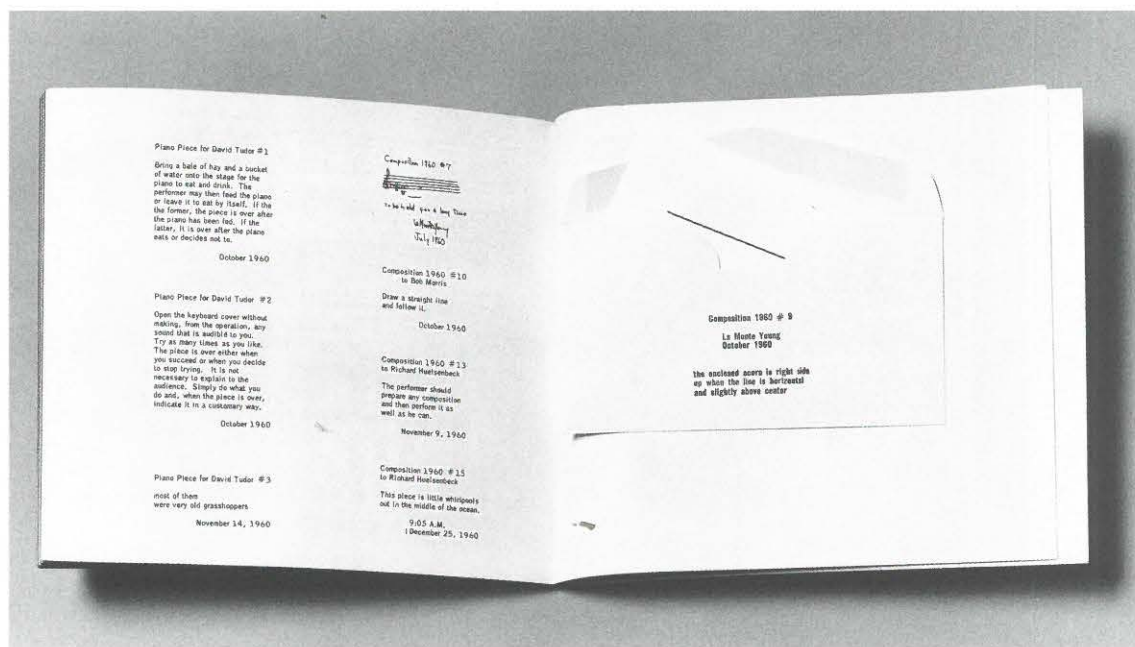 Piano Piece for David Tudor #1
Bring a bale of hay and a bucket
of water onto the stage for the
piano to eat and drink. The
performer may then feed the piano
or leave it to eat by itself. If the
the former, the piece is over after
the piano has been fed. If the
latter, it is over after the piano
eats or decides not to.
October 1960
Piano Piece for David Tudor #2
Open the keyboard cover without
making, from the operation, any
sound that is audible to you.
Try as many times as you like.
The piece is over either when
you succeed or when you decide
to stop trying. It is not
necessary to explain to the
audience. Simply do what you
do and, when the piece is over,
indicate it in a customary way.
October 1960
Piano Piece for David Tudor #3
most of them
were very old grasshoppers
November 14, 1960
Composition 1960 #7
to be held for a long time
La Monte Young
July 1960
Composition 1960 #10
to Bob Morris
Draw a straight line
and follow it.
October 1960
Composition 1960 #13
to Richard Huelsenbeck
The performer should
prepare any composition
and then perform it as
well as he can.
November 9, 1960
Composition 1960 #15
to Richard Huelsenbeck
This piece is little whirlpools
out in the middle of the ocean.
9:05 A.M.
December 25, 1960
Composition 1960 # 9
La Monte Young
October 1960
the enclosed acorn is right side
up when the line is horizontal
and slightly above center